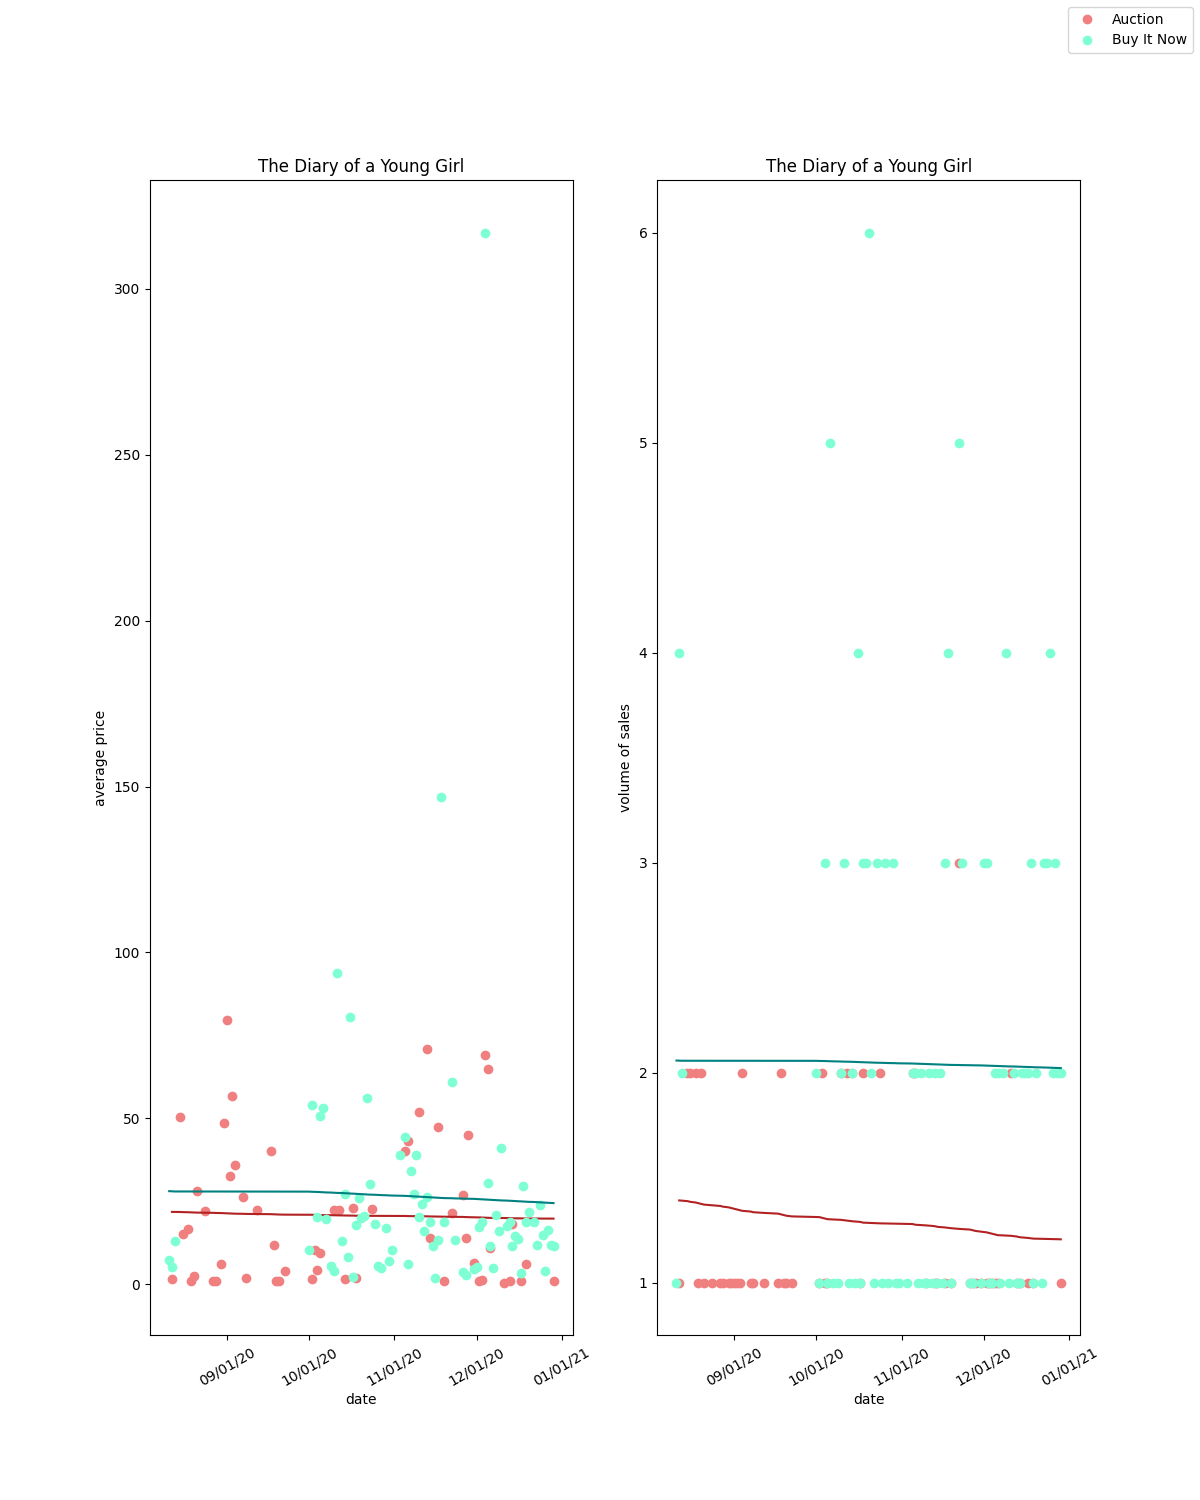 Auction
Buy It Now
The Diary of a Young Girl
average price
300
250
200
150
100
50
0
09/01/20
10/01/20
11/01/20
12/01/20
01/01/21
date
The Diary of a Young Girl
volume of sales
6
5
4
3
2
1
09/01/20
10/01/20
11/01/20
12/01/20
01/01/21
date